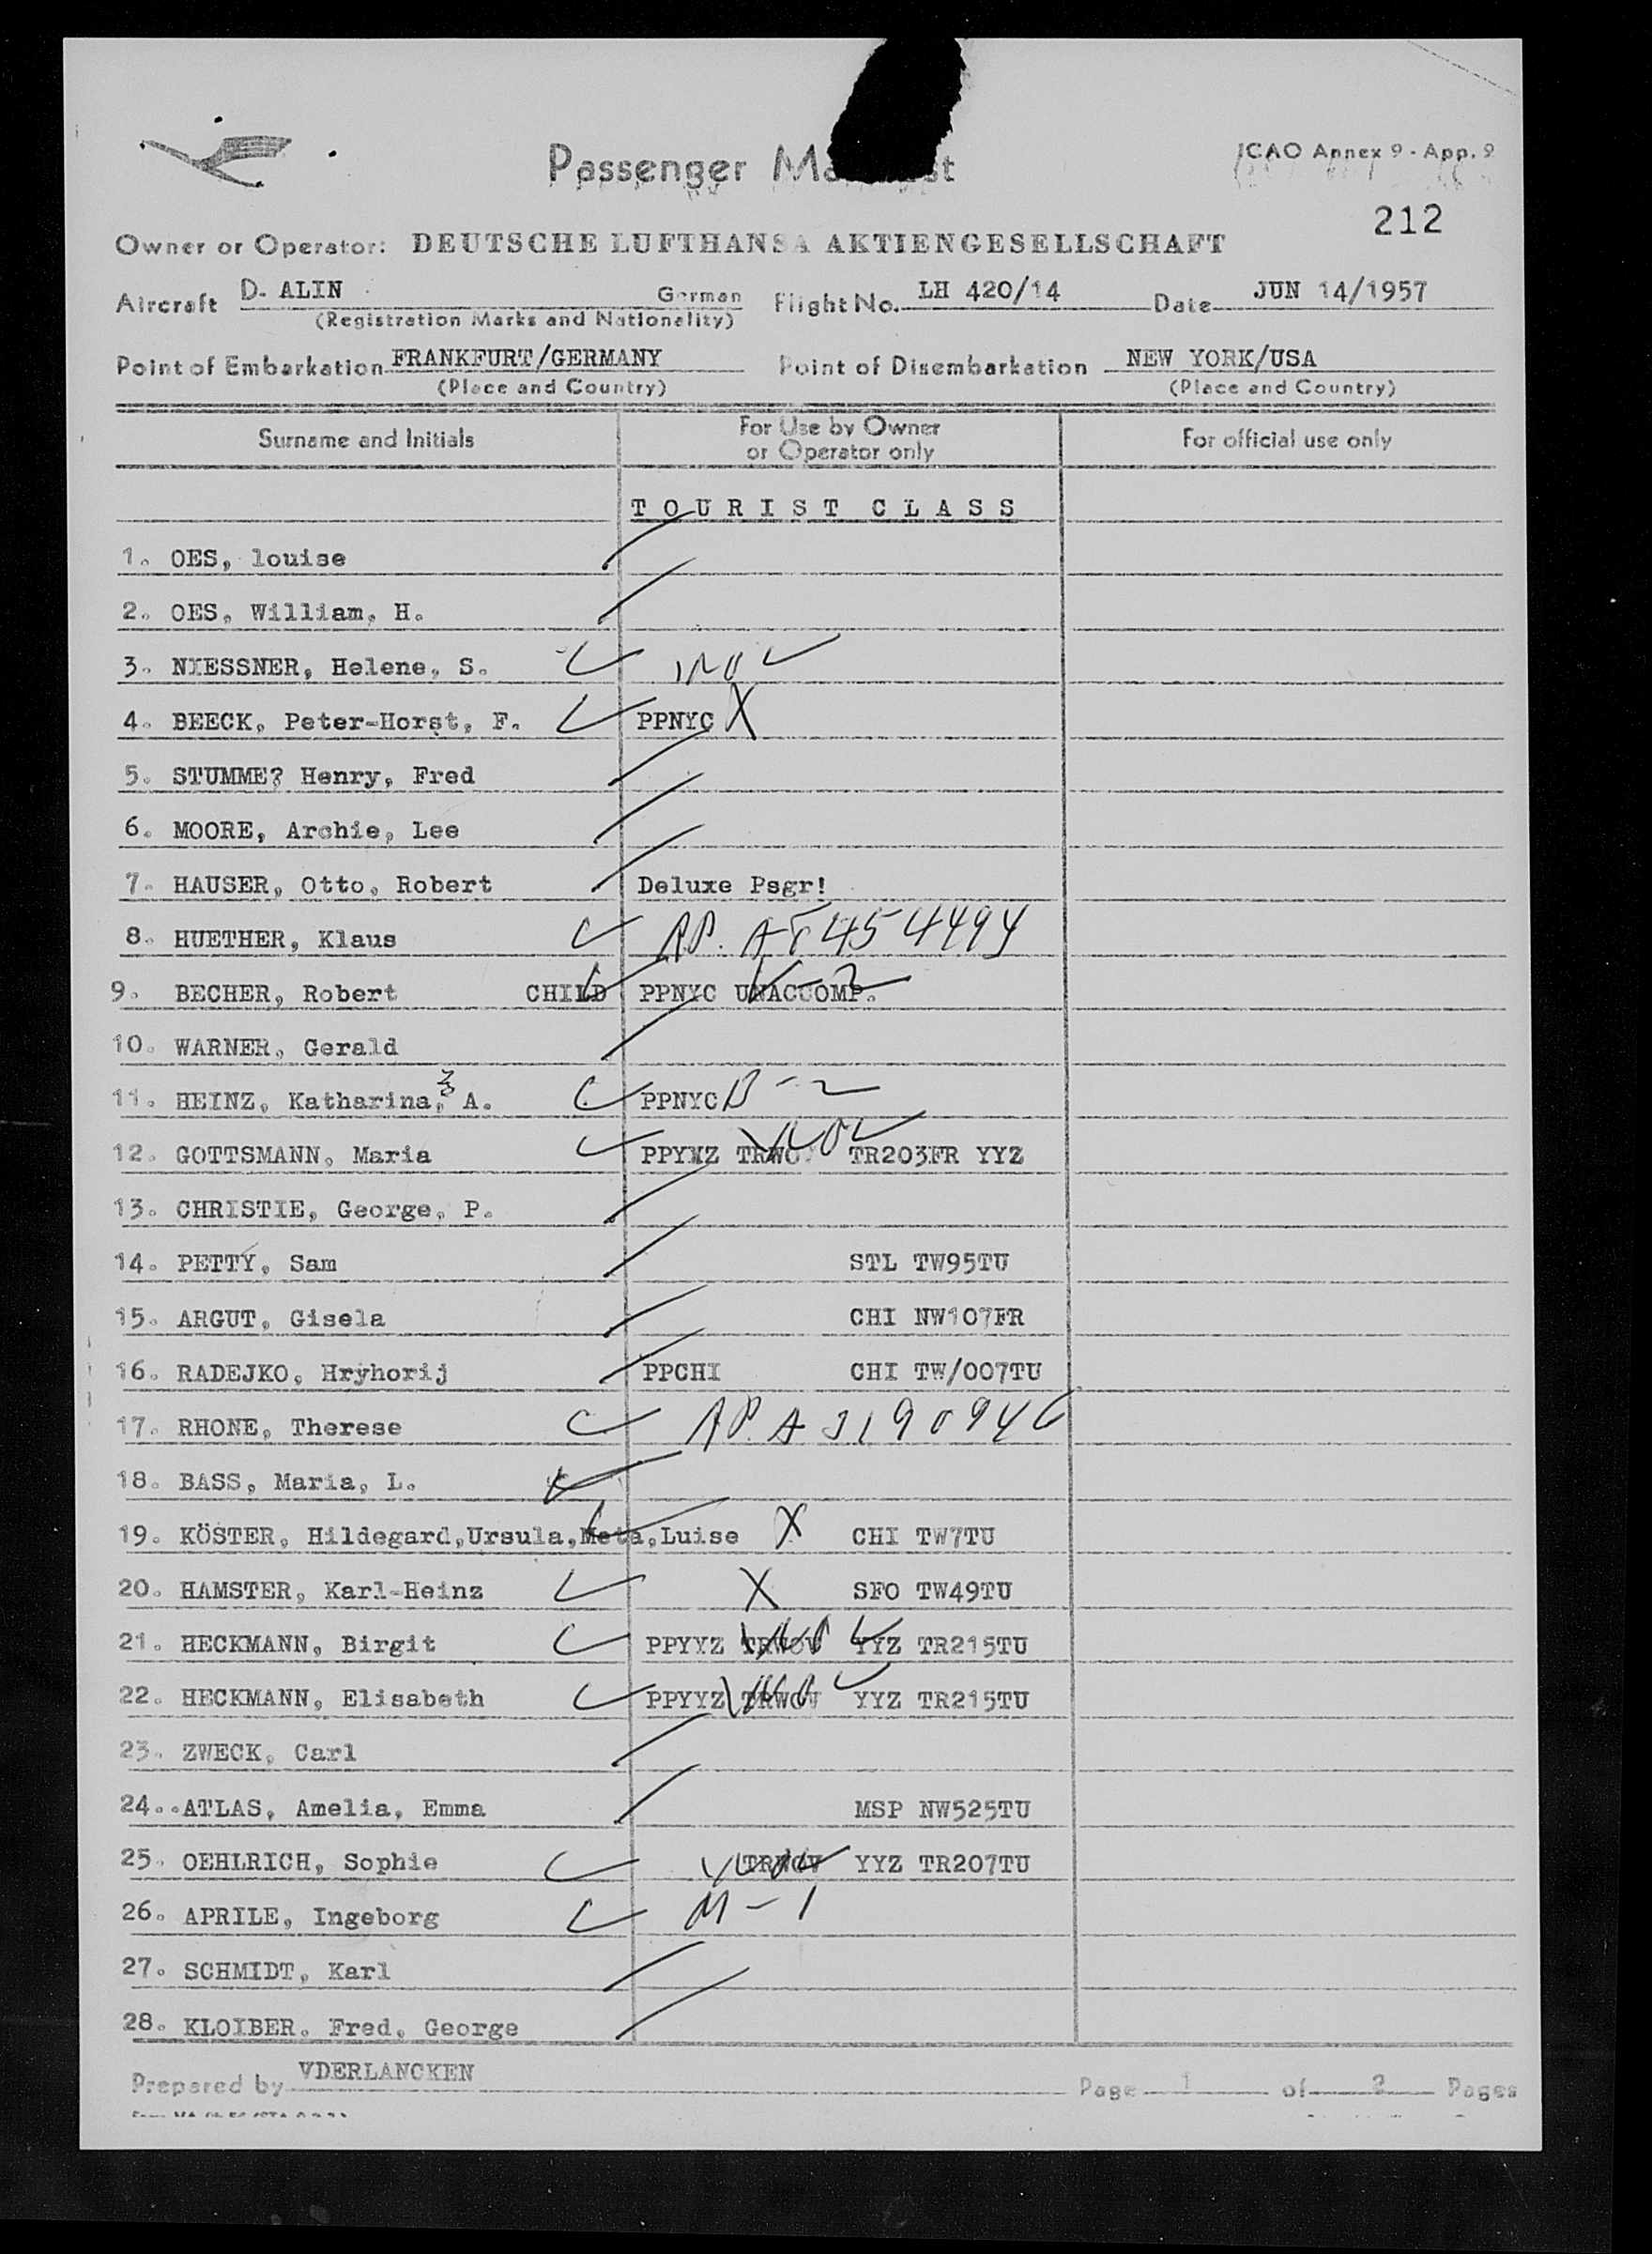 Passenger Ma st
ICAO Annex 9 - App. 9
212
Owner or Operator: DEUTSCHE LUFTHANSA AKTIENGESELLSCHAFT
Aircraft D- ALIN German Flight No. LH 420/14 Date JUN 14/1957
(Registration Marks and Nationality)
Point of Embarkation FRANKFURT/GERMANY Point of Disembarkation NEW YORK/USA
(Place and Country) (Place and Country)
Surname and Initials For Use by Owner or Operator only For official use only
TOURIST CLASS
1. OES, louise
2. OES, William, H.
3. NIESSNER, Helene, S.
4. BEECK, Peter-Horst, F. PPNYC X
5. STUMME? Henry, Fred
6. MOORE, Archie, Lee
7. HAUSER, Otto, Robert Deluxe Psgr!
8. HUETHER, Klaus
9. BECHER, Robert CHILD PPNYC UNACCOMP.
10. WARNER, Gerald
11. HEINZ, Katharina, A. PPNYC B-2
12. GOTTSMANN, Maria TR203FR YYZ
13. CHRISTIE, George, P.
14. PETTY, Sam STL TW95TU
15. ARGUT, Gisela CHI NW107FR
16. RADEJKO, Hryhorij PPCHI CHI TW/007TU
17. RHONE, Therese A3190946
18. BASS, Maria, L.
19. KÖSTER, Hildegard,Ursula,Meta,Luise X CHI TW7TU
20. HAMSTER, Karl-Heinz X SFO TW49TU
21. HECKMANN, Birgit PPYYZ TRWOV YYZ TR215TU
22. HECKMANN, Elisabeth PPYYZ TRWOV YYZ TR215TU
23. ZWECK, Carl
24. ATLAS, Amelia, Emma MSP NW525TU
25. OEHLRICH, Sophie TRWOV YYZ TR207TU
26. APRILE, Ingeborg M-1
27. SCHMIDT, Karl
28. KLOIBER, Fred, George
Prepared by VDERLANCKEN Page 1 of 2 Pages